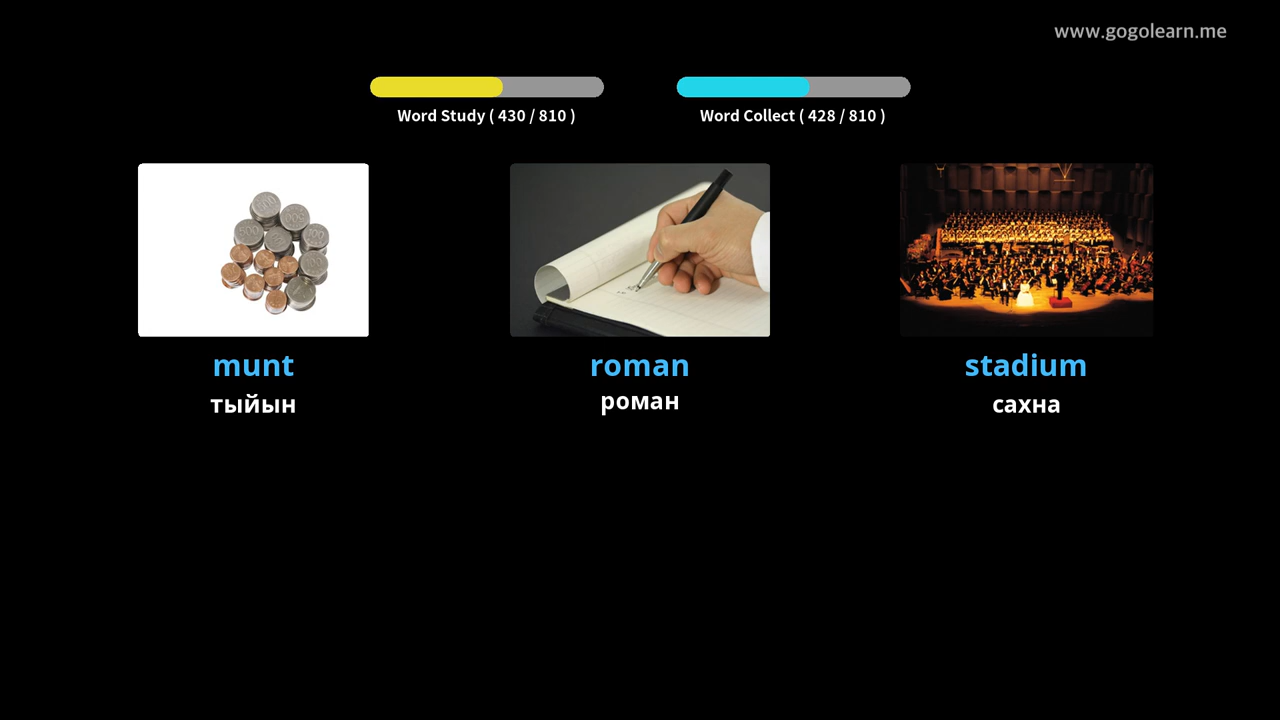 www.gogolearn.me
Word Study ( 430 / 810 )
Word Collect ( 428 / 810 )
munt
roman
stadium
тыйын
роман
сахна